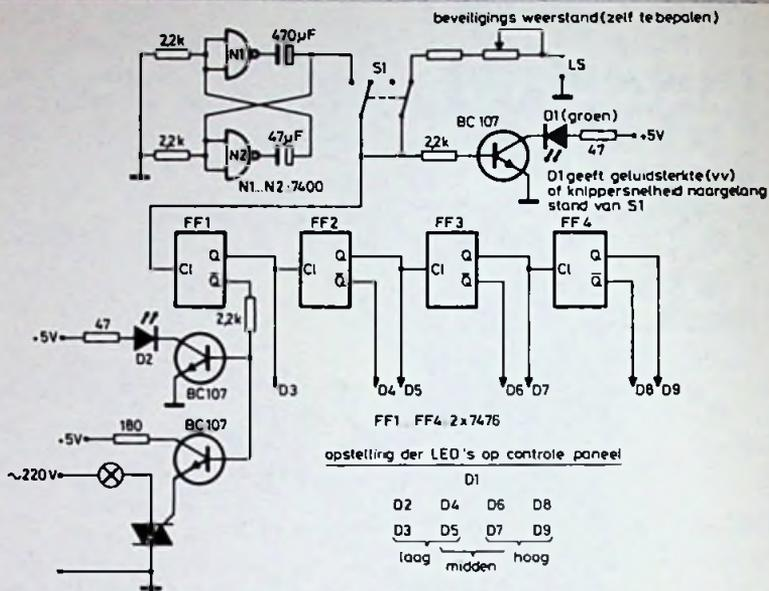 beveiligings weerstand (zelf te bepalen)
2,2k
N1
470µF
S1
LS
2,2k
N2
47µF
N1...N2·7400
BC 107
2,2k
D1(groen)
+5V
47
D1 geeft geluidsterkte(vv)
of knippersnelheid naargelang
stand van S1
FF1
FF2
FF3
FF4
Cl
Q
Q̅
Cl
Q
Q̅
Cl
Q
Q̅
Cl
Q
Q̅
2,2k
+5V
47
D2
BC107
D3
D4
D5
D6
D7
D8
D9
FF1 FF4 2x7476
+5V
180
BC107
~220V
opstelling der LED's op controle paneel
D1
D2 D4 D6 D8
D3 D5 D7 D9
laag midden hoog